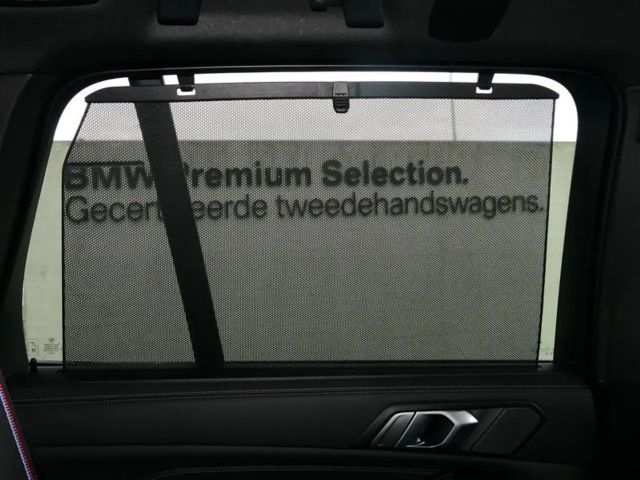 BMW Premium Selection.
Gecertificeerde tweedehandswagens.